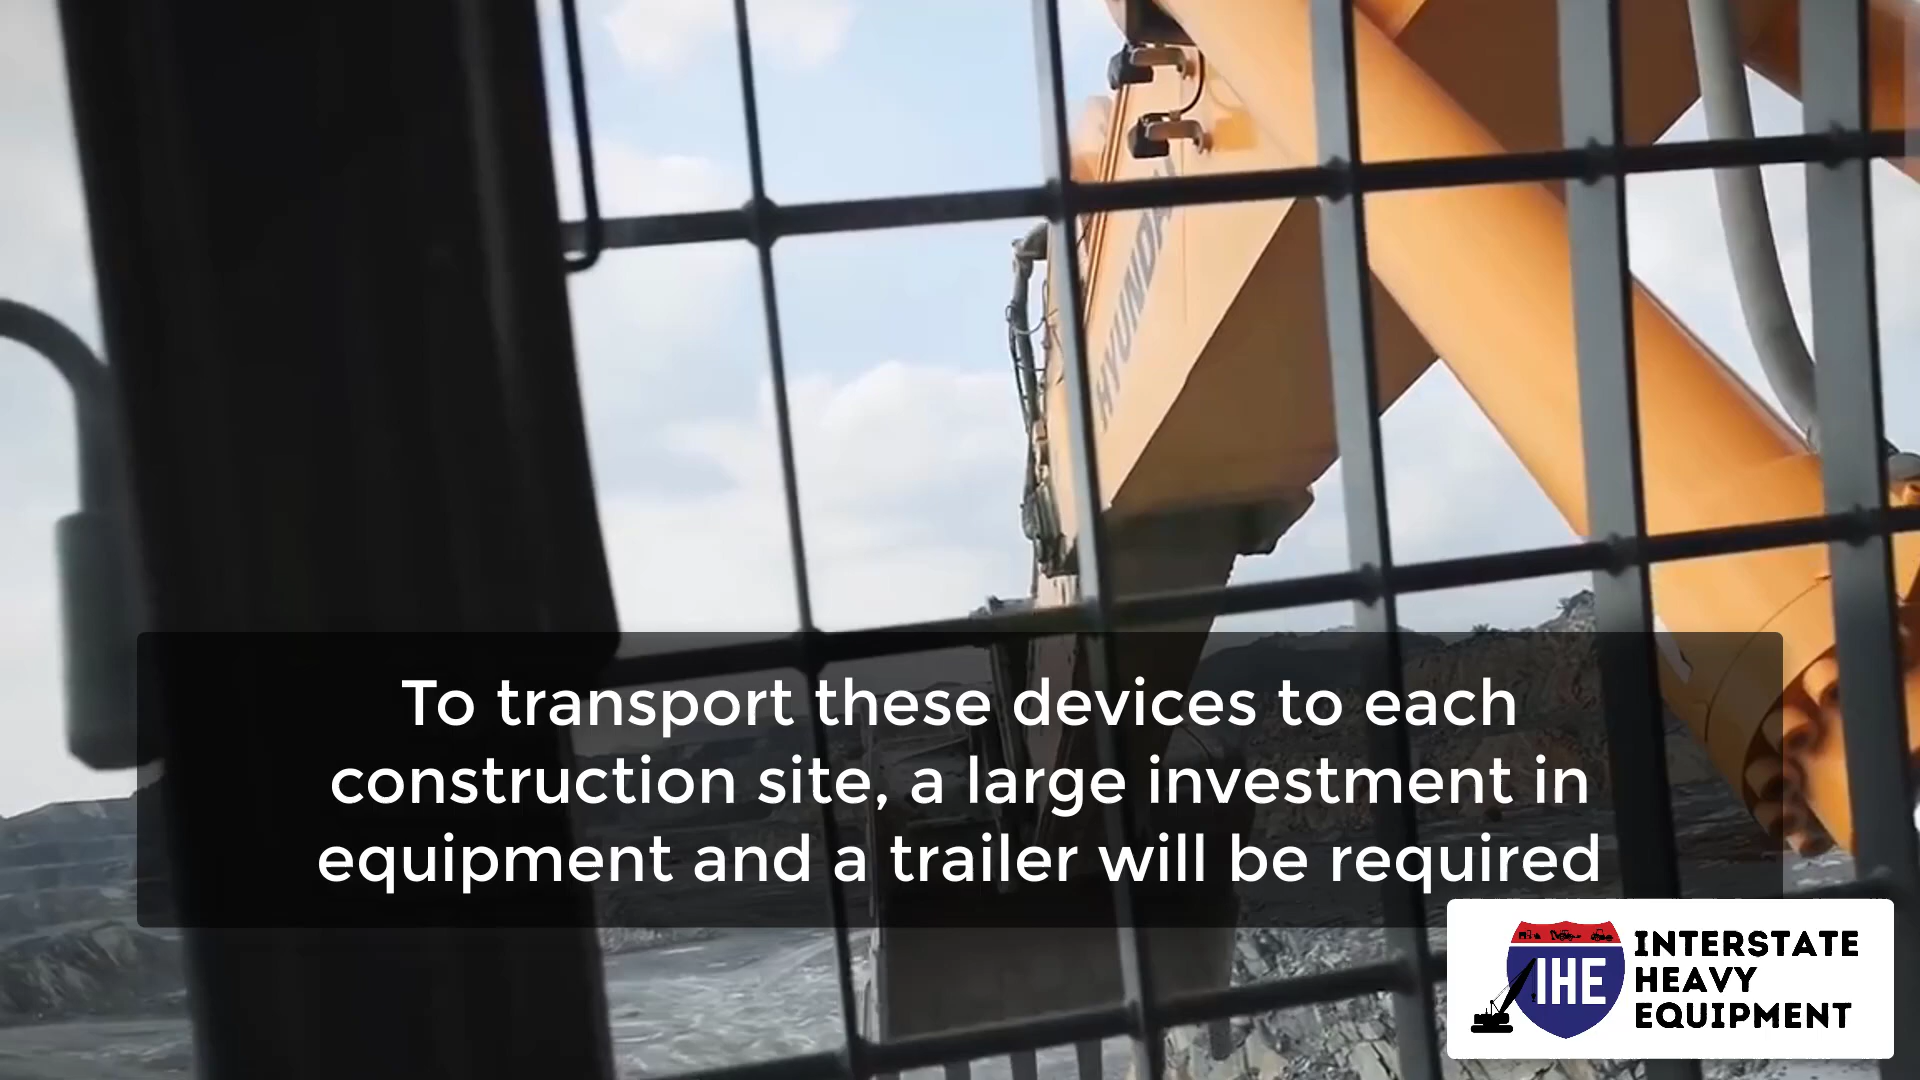 HYUNDAI
To transport these devices to each
construction site, a large investment in
equipment and a trailer will be required
IHE
INTERSTATE
HEAVY
EQUIPMENT